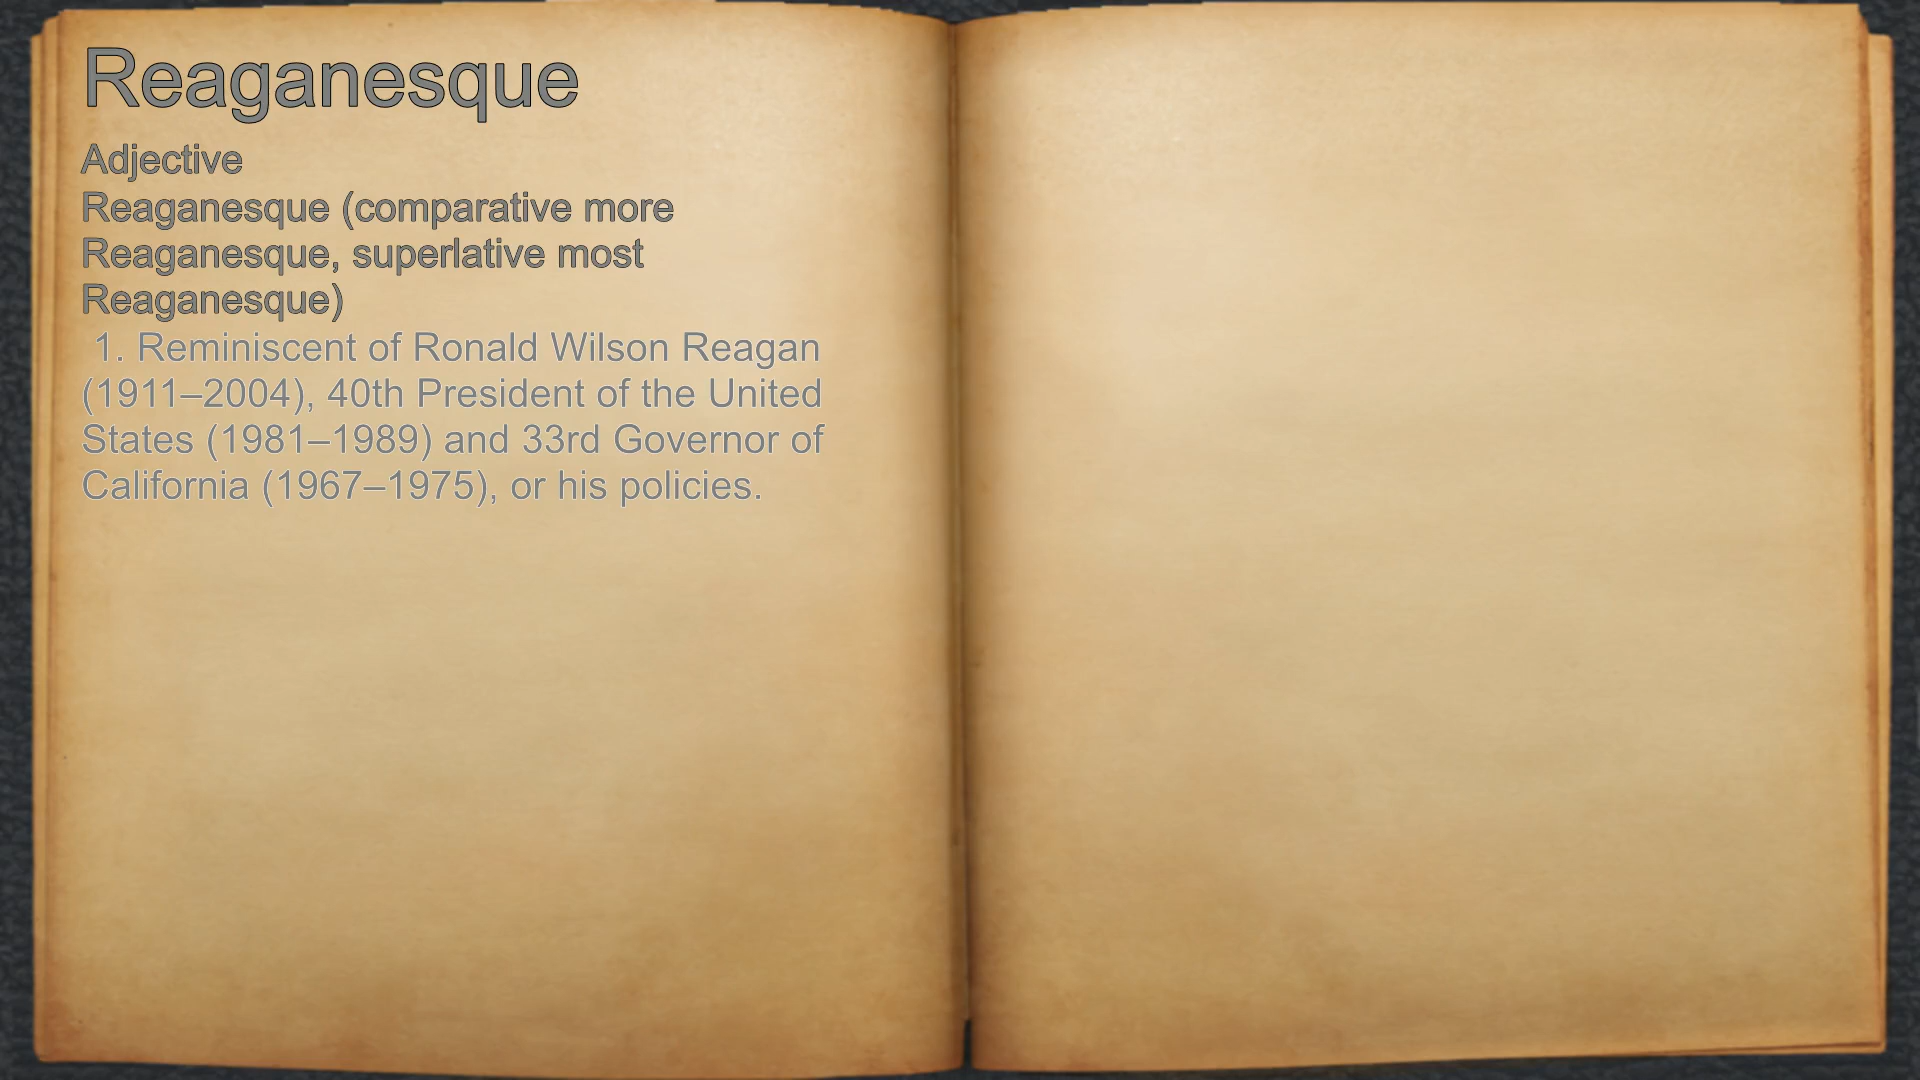 Reaganesque
Adjective
Reaganesque (comparative more
Reaganesque, superlative most
Reaganesque)
1. Reminiscent of Ronald Wilson Reagan
(1911–2004), 40th President of the United
States (1981–1989) and 33rd Governor of
California (1967–1975), or his policies.